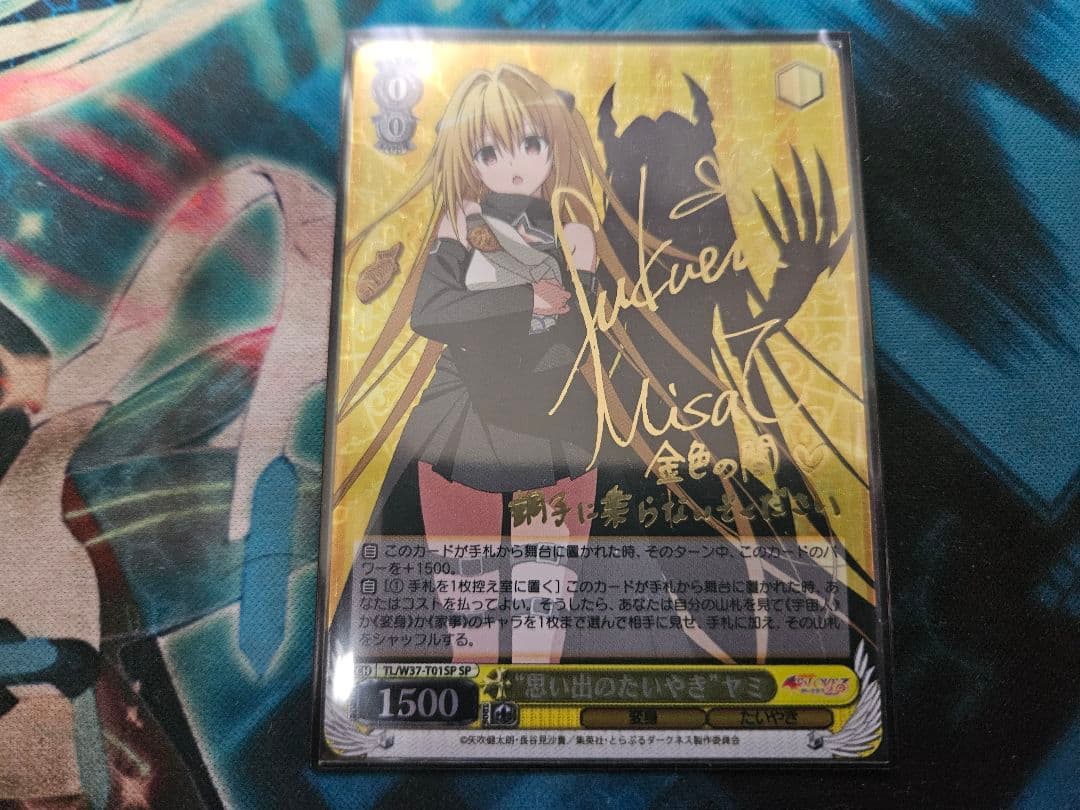 0
0
Fukuen
Misato
金色の闇♡
調子に乗らないでください
自 このカードが手札から舞台に置かれた時、そのターン中、このカードのパ
ワーを+1500。
自 [① 手札を1枚控え室に置く] このカードが手札から舞台に置かれた時、あ
なたはコストを払ってよい。そうしたら、あなたは自分の山札を見て《宇宙人》
か《変身》か《家事》のキャラを1枚まで選んで相手に見せ、手札に加え、その山札
をシャッフルする。
CH TL/W37-T01SP SP
1500
“思い出のたいやき”ヤミ
変身 たいやき
©矢吹健太朗・長谷見沙貴/集英社・とらぶるダークネス製作委員会